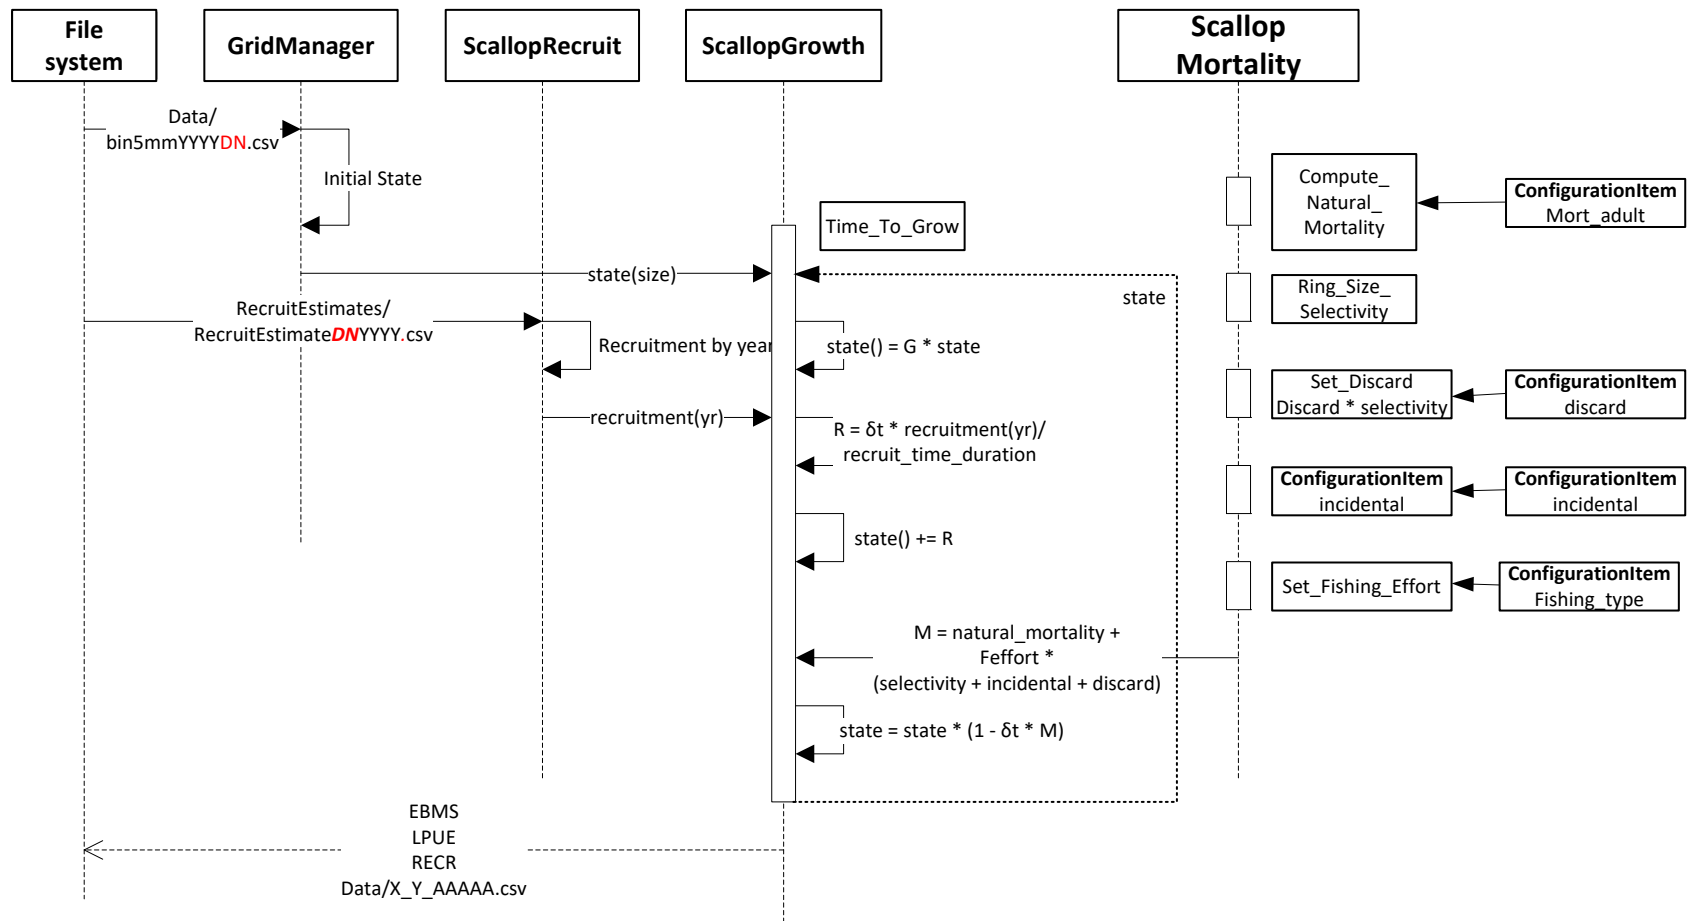 File
system
GridManager
ScallopRecruit
ScallopGrowth
Scallop
Mortality
Data/
bin5mmYYYYDN.csv
Initial State
Time_To_Grow
Compute_
Natural_
Mortality
ConfigurationItem
Mort_adult
state(size)
state
Ring_Size_
Selectivity
RecruitEstimates/
RecruitEstimateDNYYYY.csv
Recruitment by year
state() = G * state
Set_Discard
Discard * selectivity
ConfigurationItem
discard
recruitment(yr)
R = δt * recruitment(yr)/
recruit_time_duration
ConfigurationItem
incidental
ConfigurationItem
incidental
state() += R
Set_Fishing_Effort
ConfigurationItem
Fishing_type
M = natural_mortality +
Feffort *
(selectivity + incidental + discard)
state = state * (1 - δt * M)
EBMS
LPUE
RECR
Data/X_Y_AAAAA.csv